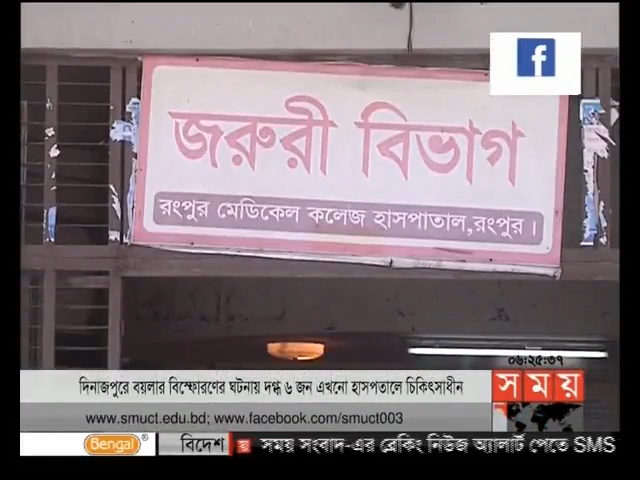 f
জরুরী বিভাগ
রংপুর মেডিকেল কলেজ হাসপাতাল,রংপুর।
০৬:২৫:৩৭
দিনাজপুরে বয়লার বিস্ফোরণের ঘটনায় দগ্ধ ৬ জন এখনো হাসপতালে চিকিৎসাধীন
সময়
www.smuct.edu.bd; www.facebook.com/smuct003
Bengal® বিদেশ স সময় সংবাদ-এর ব্রেকিং নিউজ অ্যালার্ট পেতে SMS